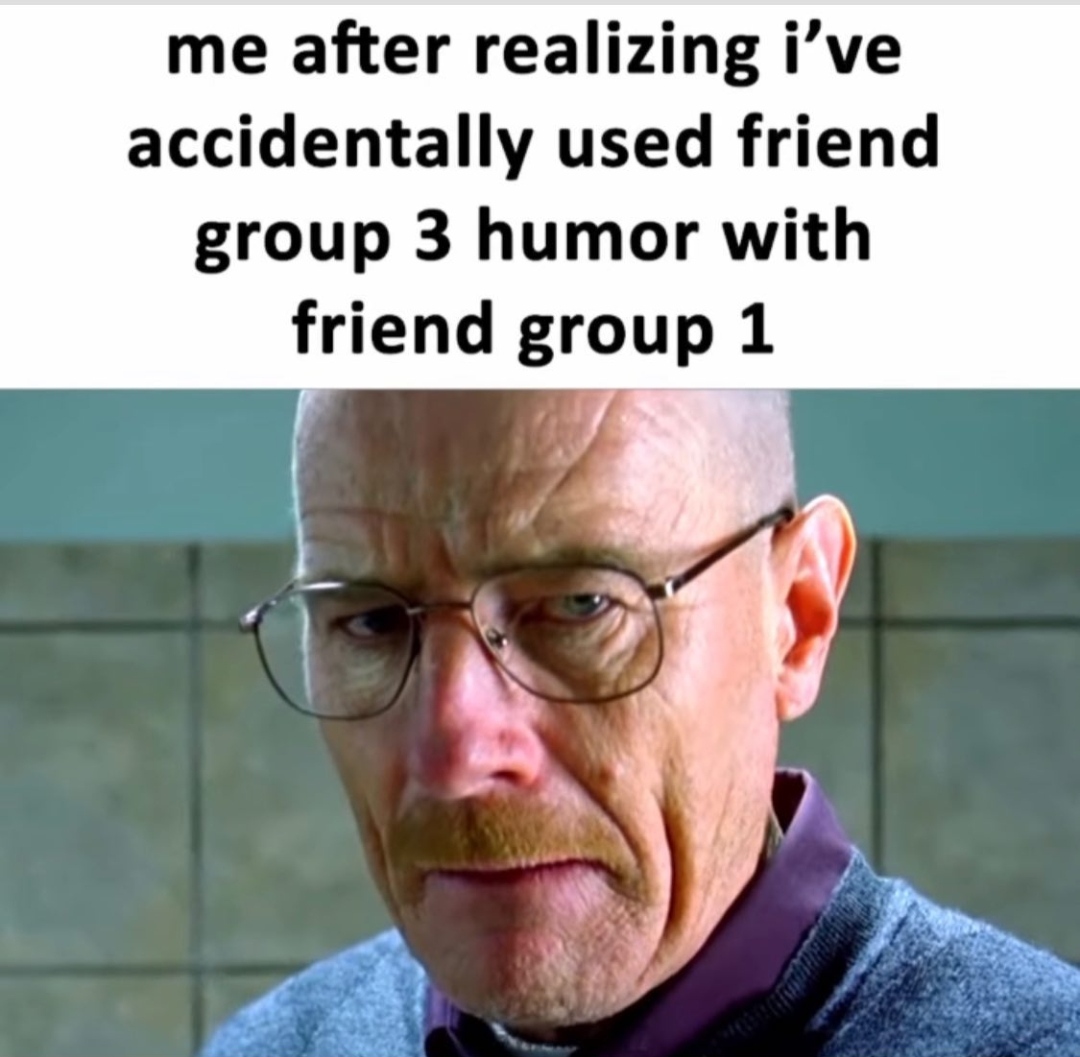 me after realizing i’ve
accidentally used friend
group 3 humor with
friend group 1